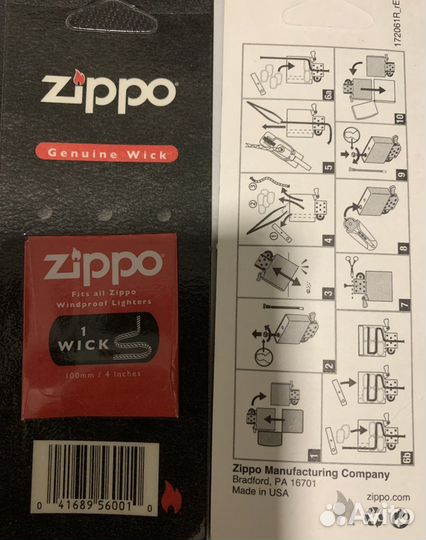 zippo
Genuine Wick
zippo
Fits all Zippo
Windproof Lighters
1
WICK
100mm / 4 Inches
0 41689 56001 0
1
2
3
4
5
6a
6b
7
8
9
10
Zippo Manufacturing Company
Bradford, PA 16701
Made in USA
zippo.com
Avito